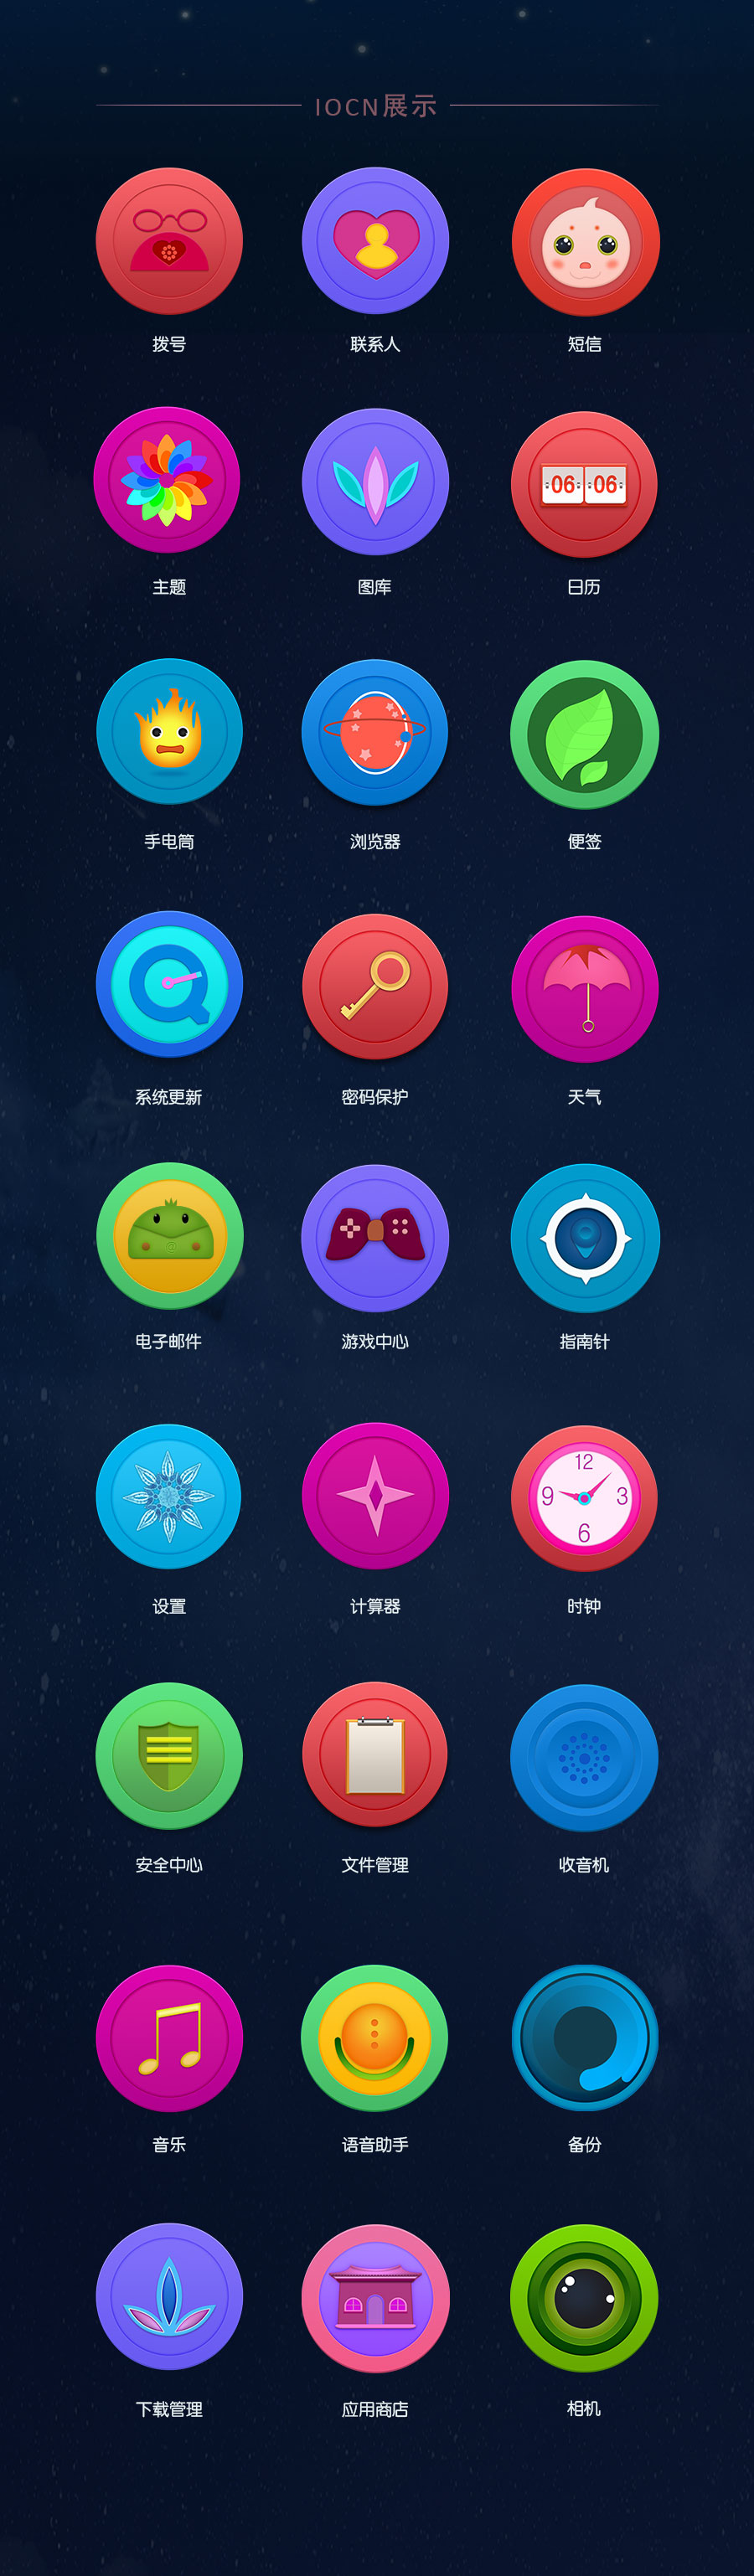 IOCN展示
拨号 联系人 短信
06 06
主题 图库 日历
手电筒 浏览器 便签
系统更新 密码保护 天气
电子邮件 游戏中心 指南针
12
9 3
6
设置 计算器 时钟
安全中心 文件管理 收音机
音乐 语音助手 备份
下载管理 应用商店 相机